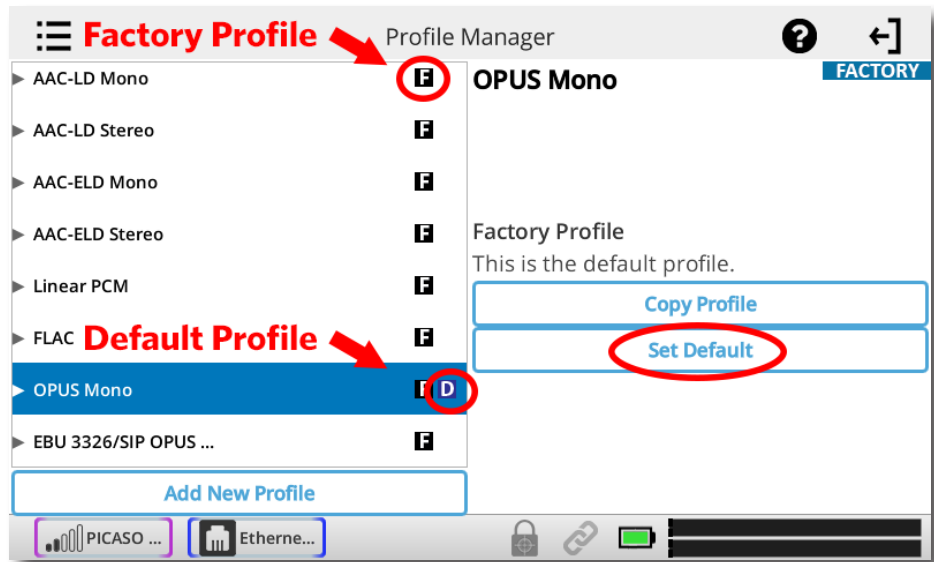 Factory Profile
Profile Manager
?
AAC-LD Mono F
AAC-LD Stereo F
AAC-ELD Mono F
AAC-ELD Stereo F
Linear PCM F
FLAC F
Default Profile
OPUS Mono F D
EBU 3326/SIP OPUS ... F
Add New Profile
OPUS Mono
FACTORY
Factory Profile
This is the default profile.
Copy Profile
Set Default
PICASO ...
Etherne...